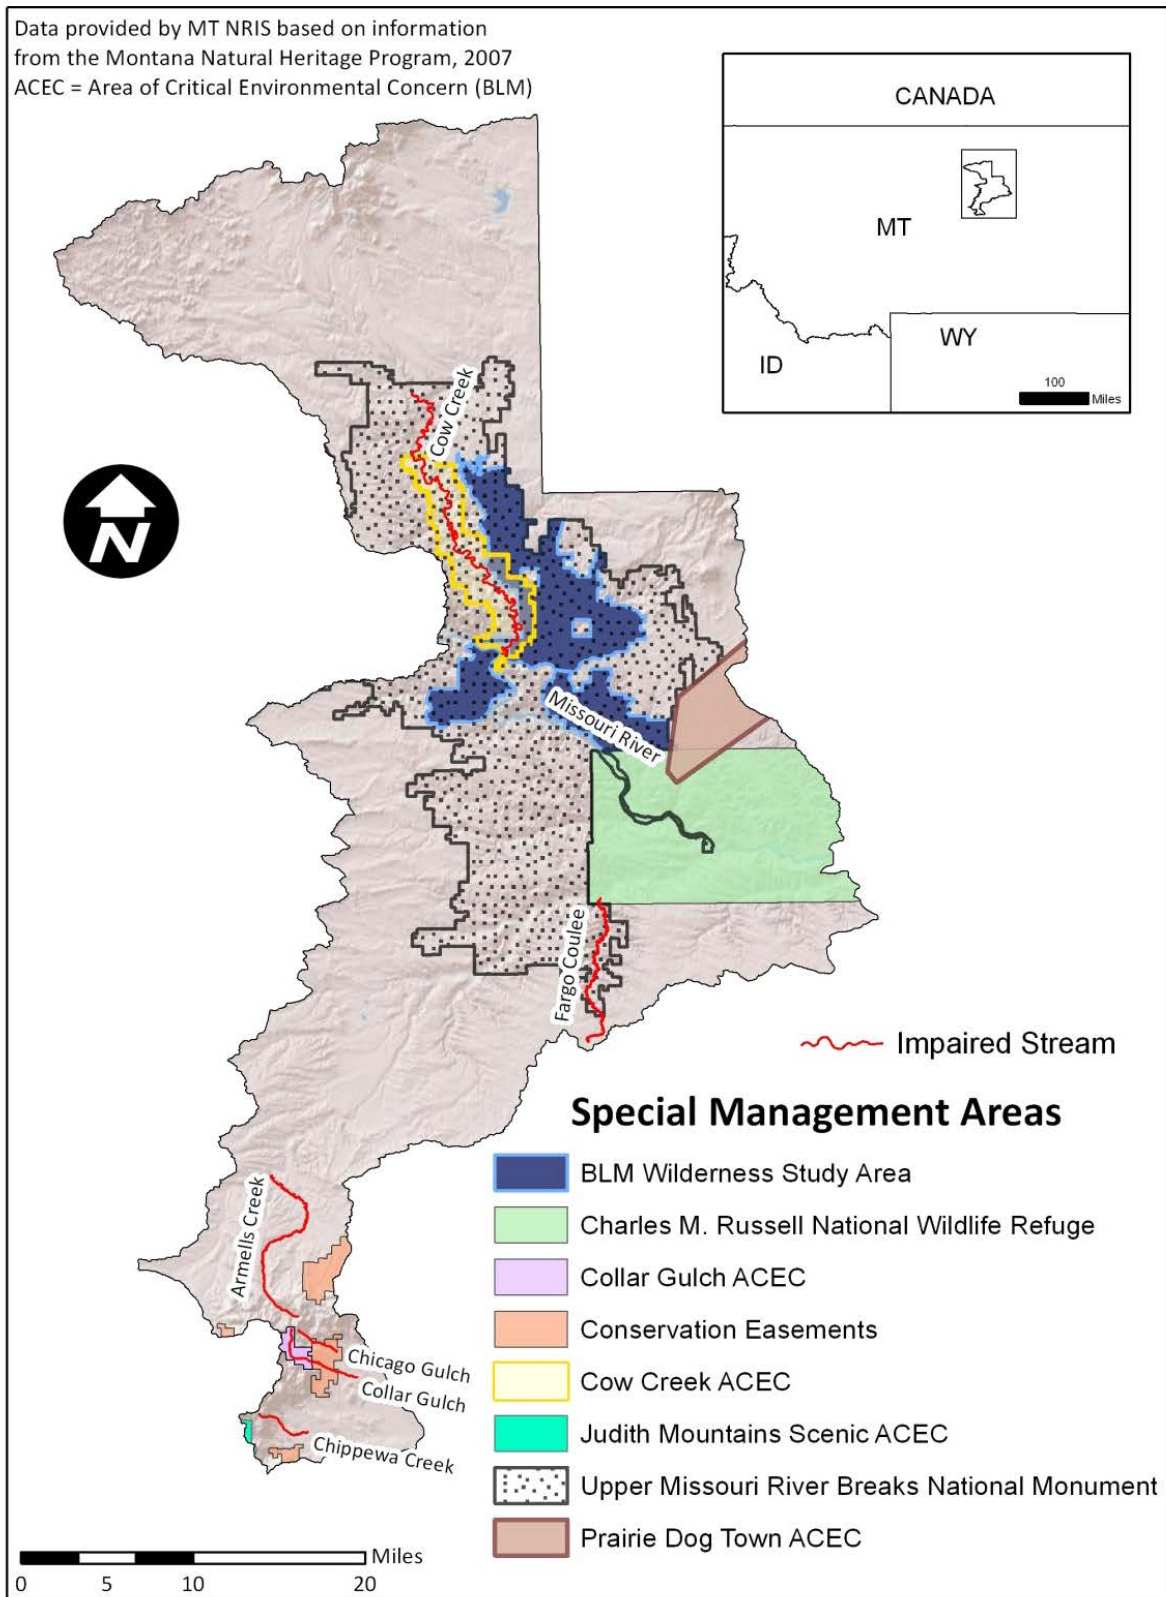 Data provided by MT NRIS based on information
from the Montana Natural Heritage Program, 2007
ACEC = Area of Critical Environmental Concern (BLM)
CANADA
MT
ID
WY
100
Miles
N
Cow Creek
Missouri River
Fargo Coulee
Armells Creek
Chicago Gulch
Collar Gulch
Chippewa Creek
Impaired Stream
Special Management Areas
BLM Wilderness Study Area
Charles M. Russell National Wildlife Refuge
Collar Gulch ACEC
Conservation Easements
Cow Creek ACEC
Judith Mountains Scenic ACEC
Upper Missouri River Breaks National Monument
Prairie Dog Town ACEC
Miles
0 5 10 20